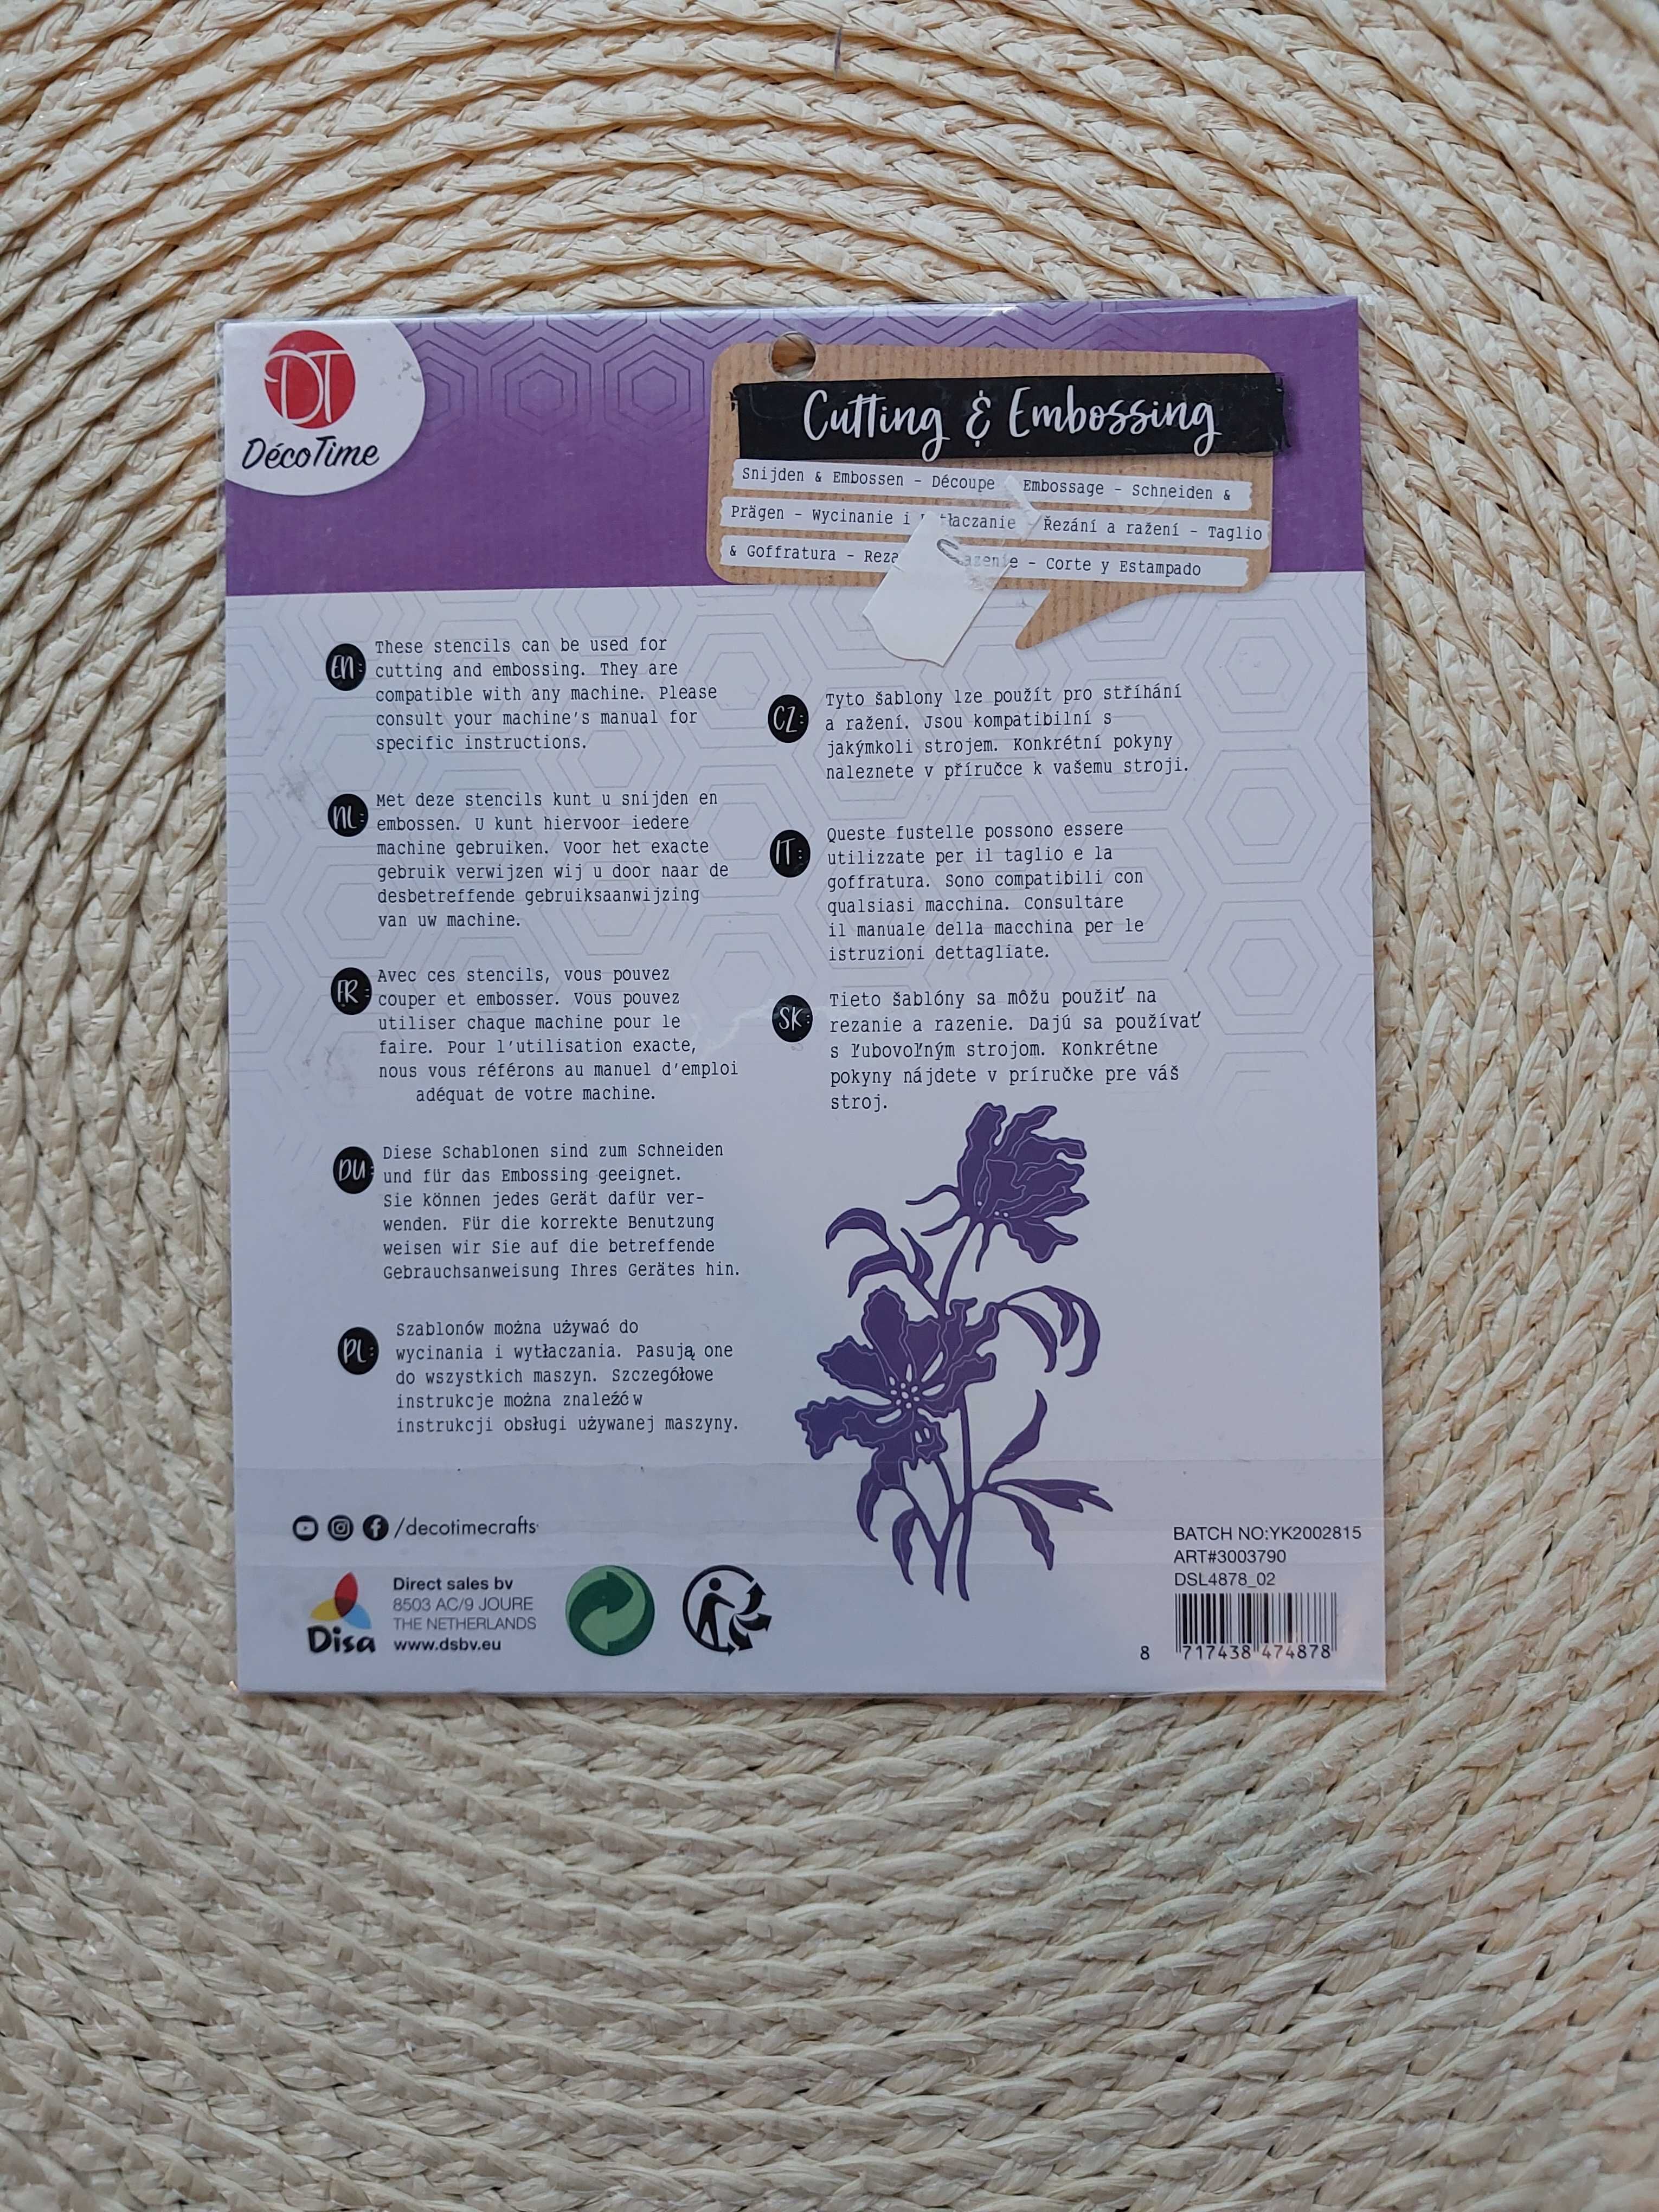 DT
DécoTime
Cutting & Embossing
Snijden & Embossen - Découpe Embossage - Schneiden &
Prägen - Wycinanie i - Řezání a ražení - Taglio
& Goffratura - - Corte y Estampado
EN:
These stencils can be used for
cutting and embossing. They are
compatible with any machine. Please
consult your machine's manual for
specific instructions.
NL:
Met deze stencils kunt u snijden en
embossen. U kunt hiervoor iedere
machine gebruiken. Voor het exacte
gebruik verwijzen wij u door naar de
desbetreffende gebruiksaanwijzing
van uw machine.
FR:
Avec ces stencils, vous pouvez
couper et embosser. Vous pouvez
utiliser chaque machine pour le
faire. Pour l'utilisation exacte,
nous vous référons au manuel d'emploi
adéquat de votre machine.
DU:
Diese Schablonen sind zum Schneiden
und für das Embossing geeignet.
Sie können jedes Gerät dafür ver-
wenden. Für die korrekte Benutzung
weisen wir Sie auf die betreffende
Gebrauchsanweisung Ihres Gerätes hin.
PL:
Szablonów można używać do
wycinania i wytłaczania. Pasują one
do wszystkich maszyn. Szczegółowe
instrukcje można znaleźć w
instrukcji obsługi używanej maszyny.
CZ:
Tyto šablony lze použít pro stříhání
a ražení. Jsou kompatibilní s
jakýmkoli strojem. Konkrétní pokyny
naleznete v příručce k vašemu stroji.
IT:
Queste fustelle possono essere
utilizzate per il taglio e la
goffratura. Sono compatibili con
qualsiasi macchina. Consultare
il manuale della macchina per le
istruzioni dettagliate.
SK:
Tieto šablóny sa môžu použiť na
rezanie a razenie. Dajú sa používať
s ľubovoľným strojom. Konkrétne
pokyny nájdete v príručke pre váš
stroj.
/decotimecrafts
Disa
Direct sales bv
8503 AC/9 JOURE
THE NETHERLANDS
www.dsbv.eu
BATCH NO:YK2002815
ART#3003790
DSL4878_02
8 717438 474878